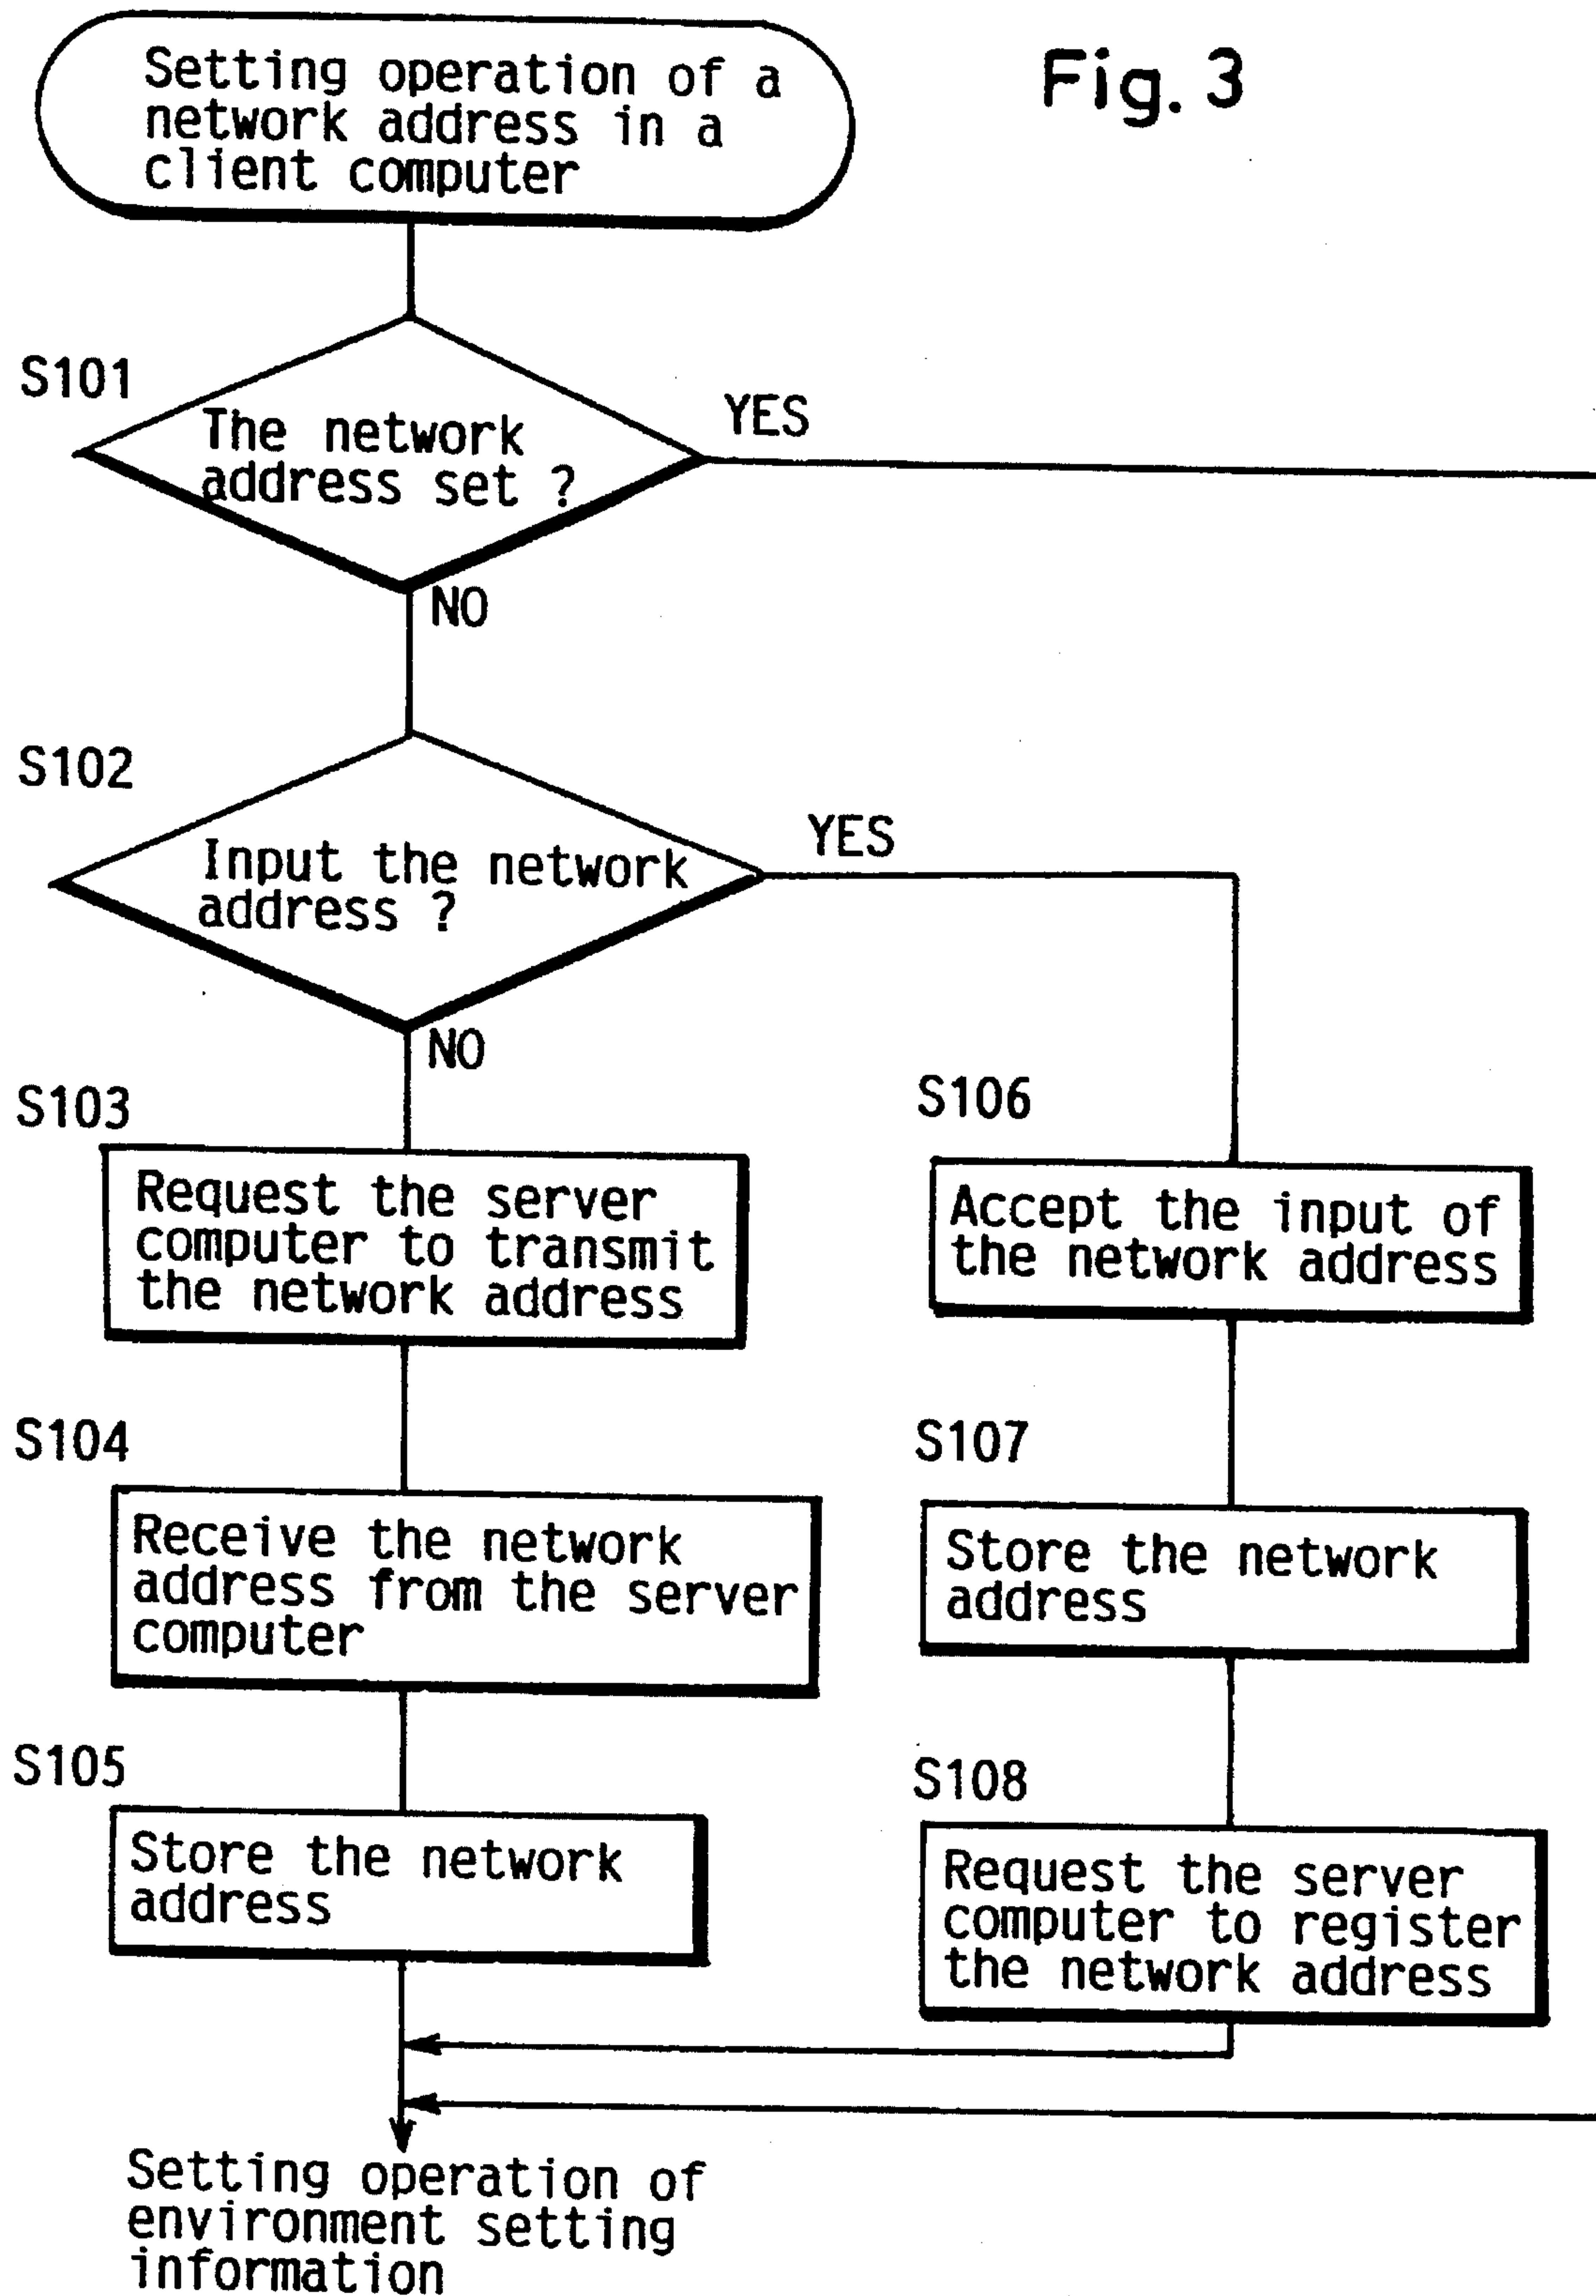 Fig. 3
Setting operation of a
network address in a
client computer
S101
The network
address set ?
YES
NO
S102
Input the network
address ?
YES
NO
S103
Request the server
computer to transmit
the network address
S104
Receive the network
address from the server
computer
S105
Store the network
address
S106
Accept the input of
the network address
S107
Store the network
address
S108
Request the server
computer to register
the network address
Setting operation of
environment setting
information